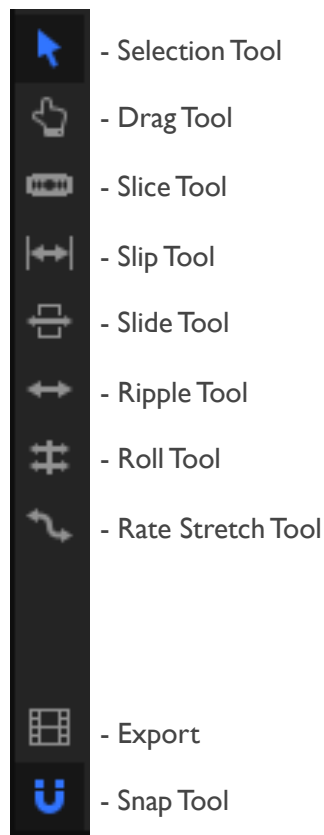 - Selection Tool
- Drag Tool
- Slice Tool
- Slip Tool
- Slide Tool
- Ripple Tool
- Roll Tool
- Rate Stretch Tool
- Export
- Snap Tool